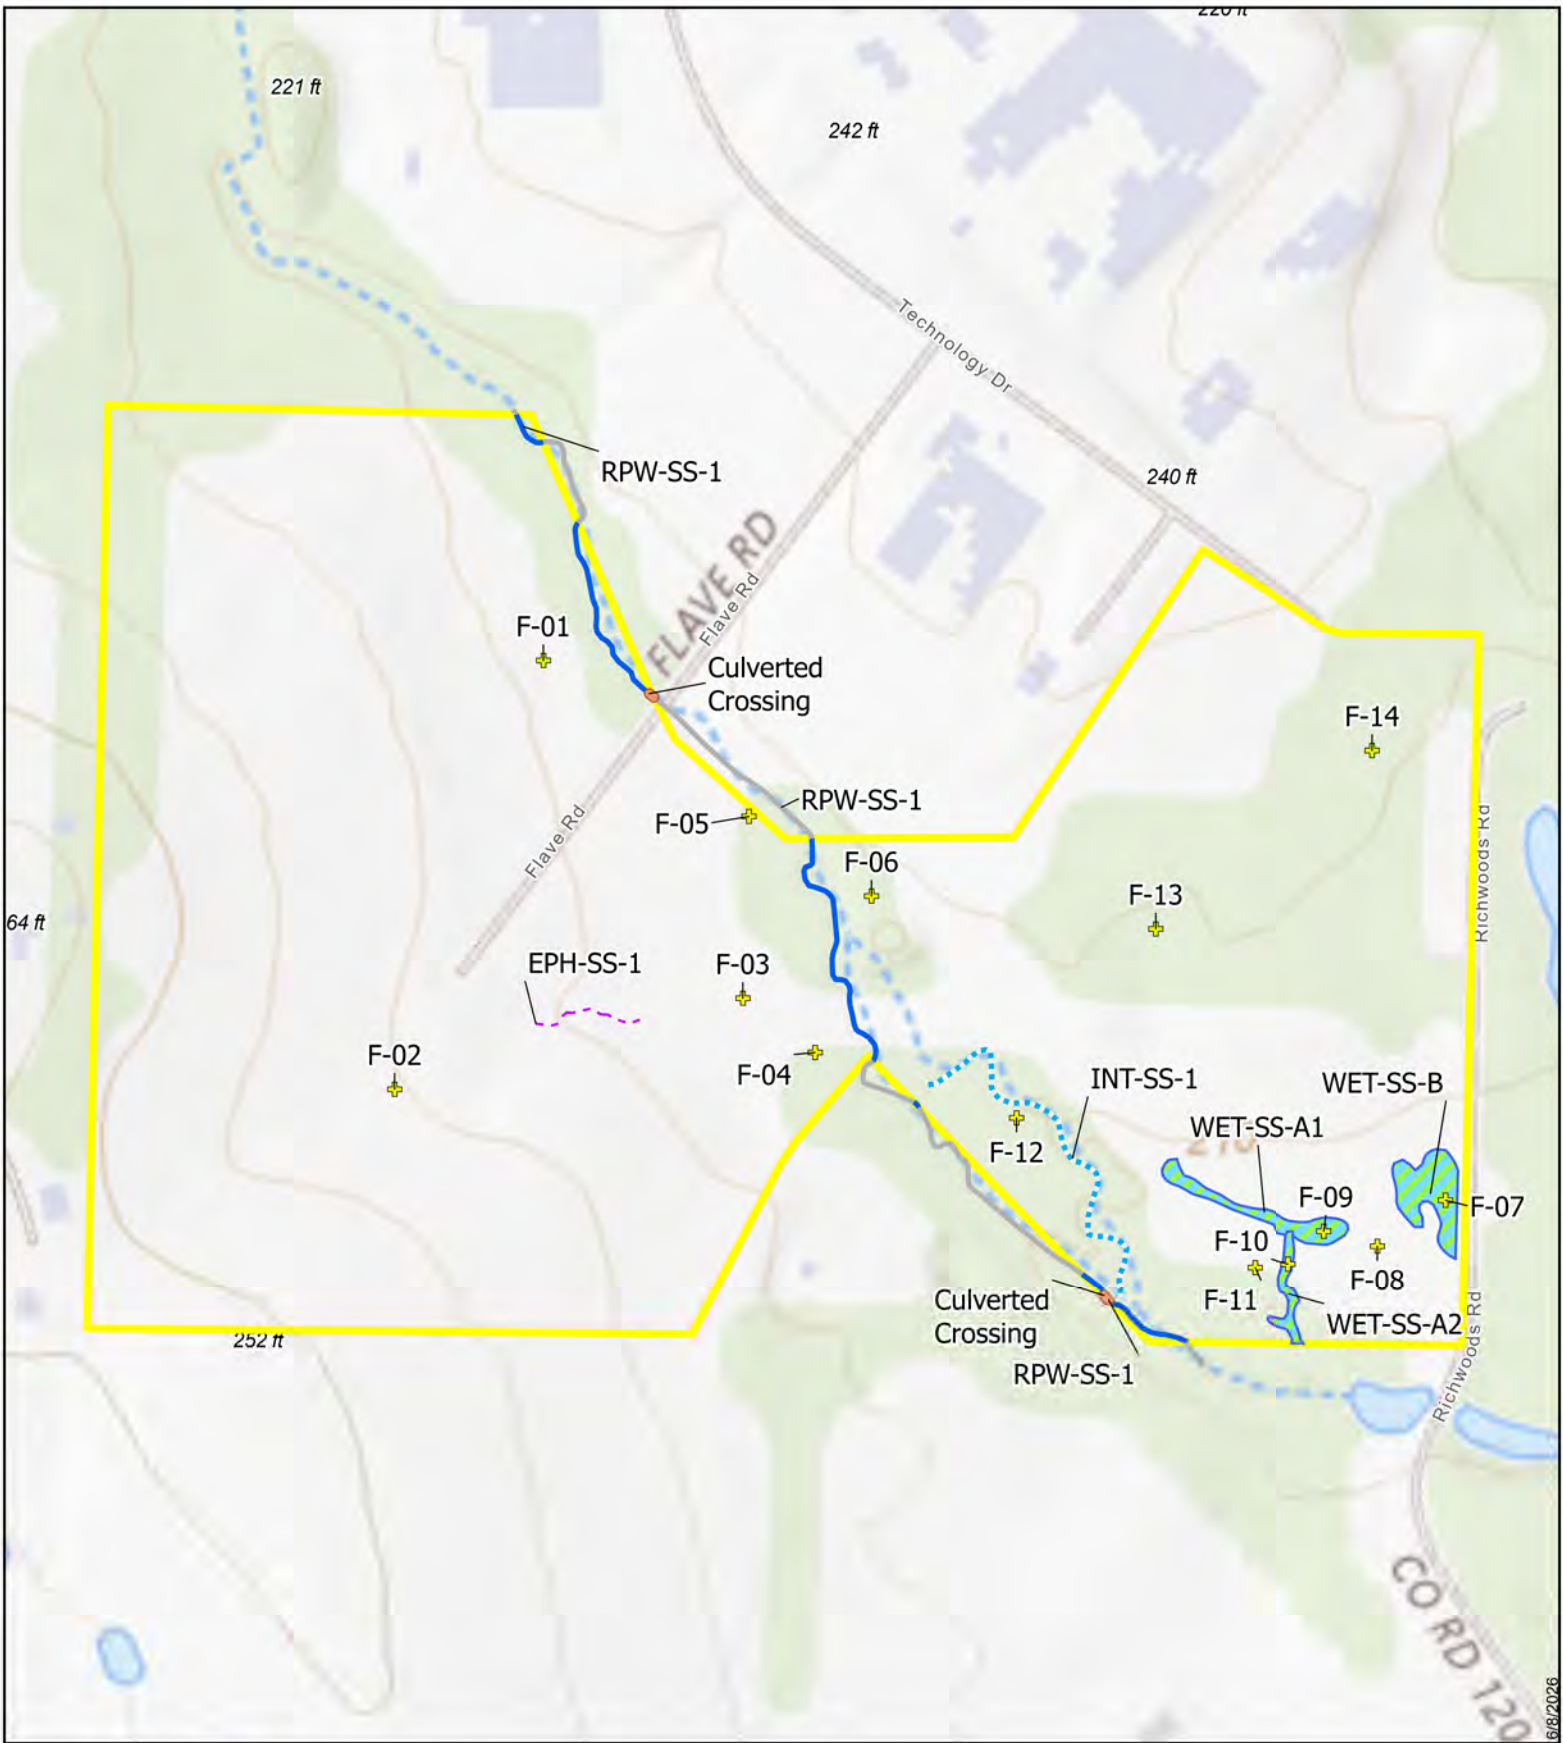 220 ft
221 ft
242 ft
Technology Dr
RPW-SS-1
240 ft
FLAVE RD
Flave Rd
F-01
Culverted
Crossing
F-14
RPW-SS-1
F-05
Richwoods Rd
Flave Rd
F-06
F-13
64 ft
EPH-SS-1
F-03
F-02
F-04
INT-SS-1
WET-SS-B
WET-SS-A1
F-12
F-09
F-07
F-10
F-08
F-11
Culverted
Crossing
WET-SS-A2
252 ft
Richwoods Rd
RPW-SS-1
CO RD 120
6/8/2026